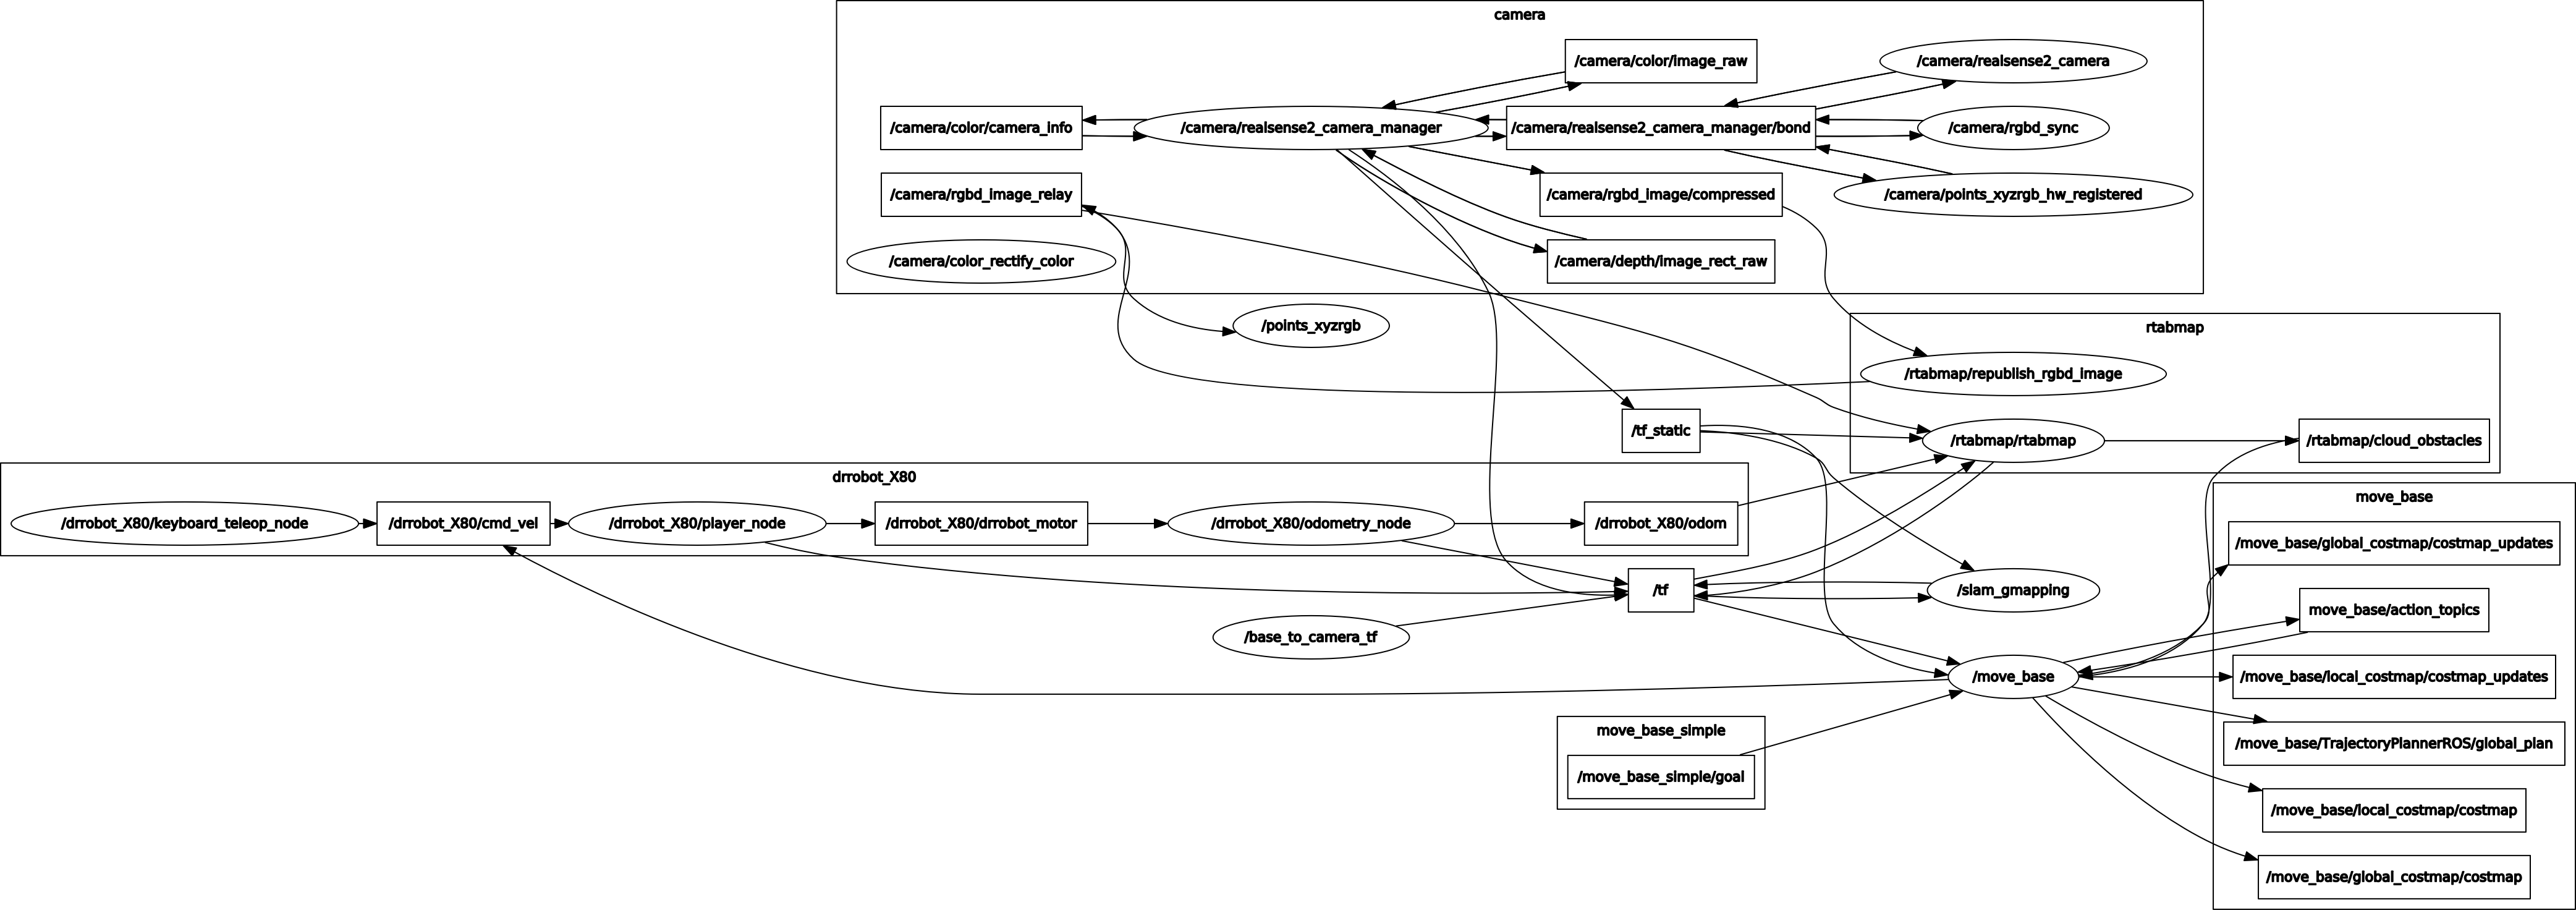 camera
/camera/color/image_raw
/camera/realsense2_camera
/camera/color/camera_info
/camera/realsense2_camera_manager
/camera/realsense2_camera_manager/bond
/camera/rgbd_sync
/camera/rgbd_image_relay
/camera/rgbd_image/compressed
/camera/points_xyzrgb_hw_registered
/camera/color_rectify_color
/camera/depth/image_rect_raw
/points_xyzrgb
rtabmap
/rtabmap/republish_rgbd_image
/tf_static
/rtabmap/rtabmap
/rtabmap/cloud_obstacles
drrobot_X80
/drrobot_X80/keyboard_teleop_node
/drrobot_X80/cmd_vel
/drrobot_X80/player_node
/drrobot_X80/drrobot_motor
/drrobot_X80/odometry_node
/drrobot_X80/odom
move_base
/move_base/global_costmap/costmap_updates
/tf
/slam_gmapping
move_base/action_topics
/base_to_camera_tf
/move_base
/move_base/local_costmap/costmap_updates
move_base_simple
/move_base_simple/goal
/move_base/TrajectoryPlannerROS/global_plan
/move_base/local_costmap/costmap
/move_base/global_costmap/costmap